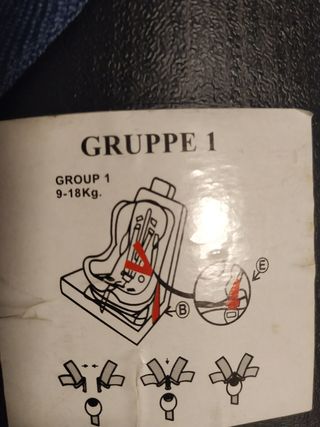 GRUPPE 1
GROUP 1
9-18Kg.
E
B